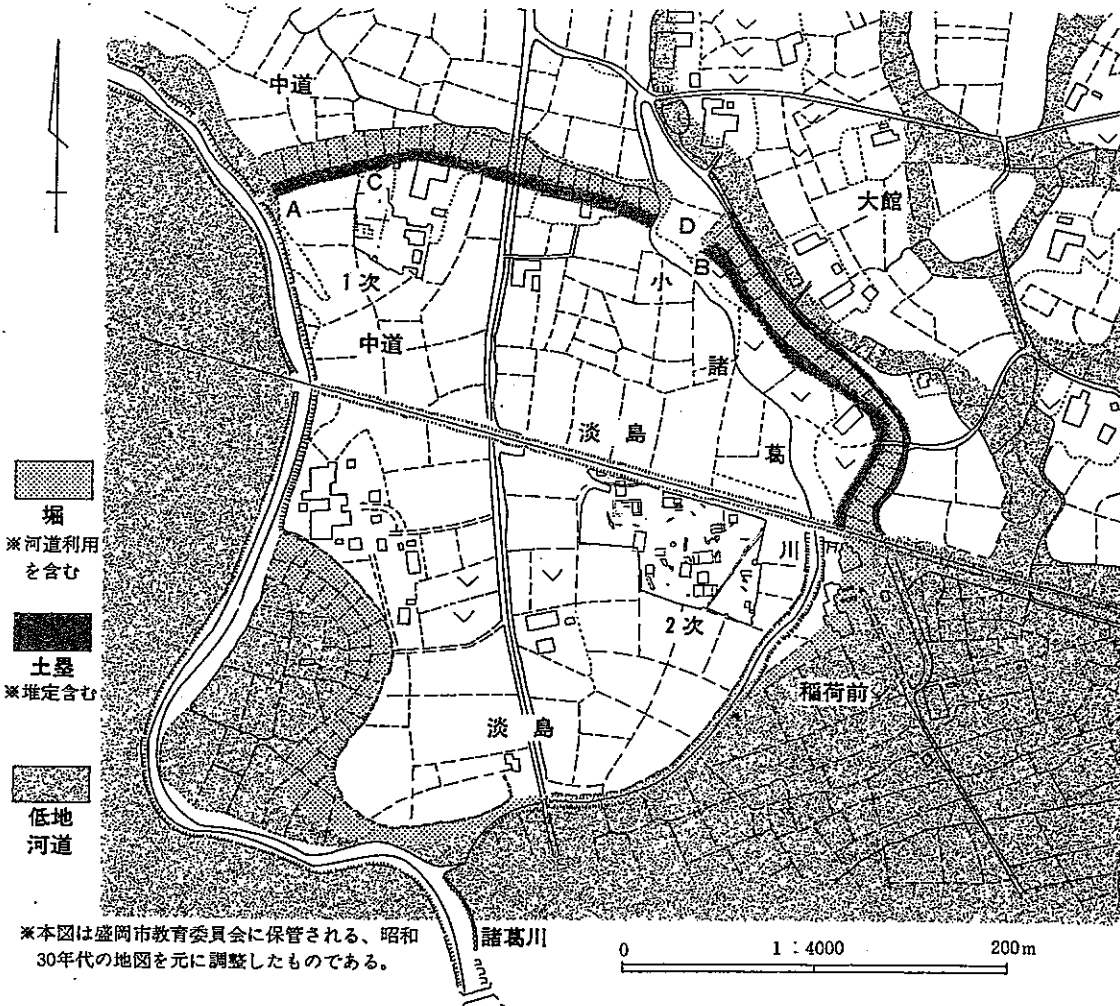 中道
大館
C
A
D
B
1次
小
中道
諸
淡島
葛
堀
※河道利用
を含む
川
2次
土塁
※堆定含む
稲荷前
淡島
低地
河道
※本図は盛岡市教育委員会に保管される、昭和
30年代の地図を元に調整したものである。
諸葛川
0 1:4000 200m